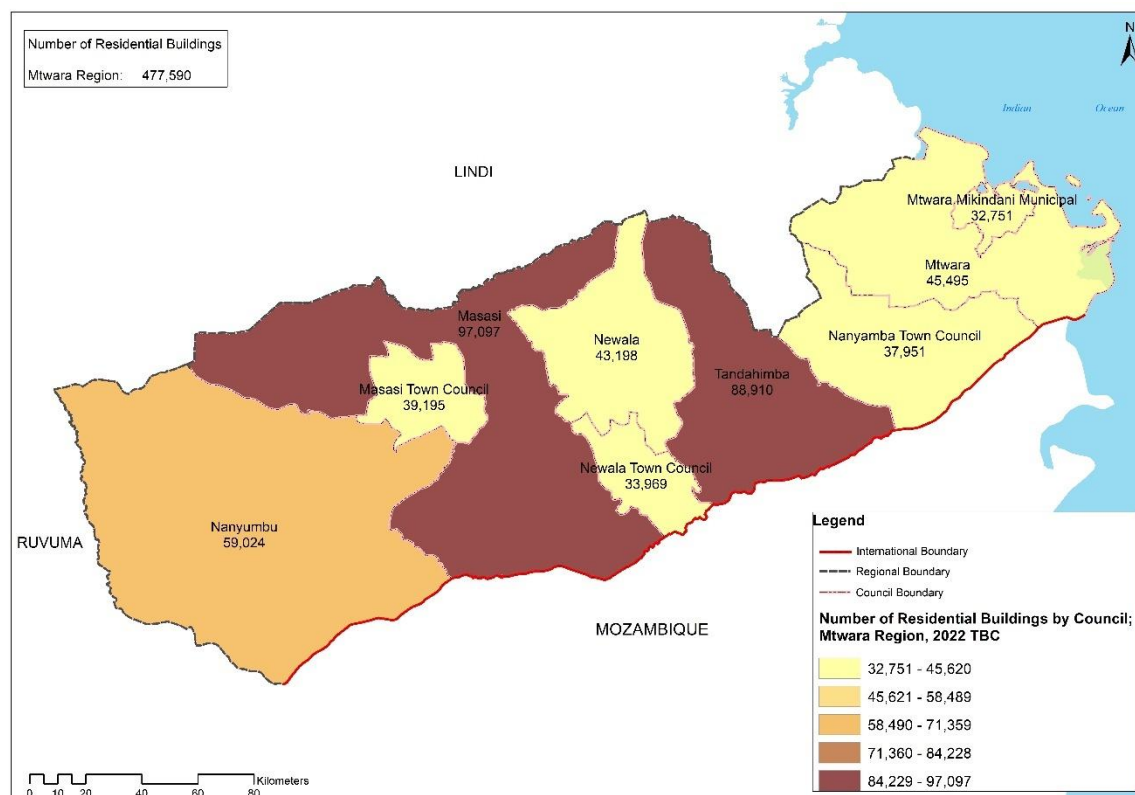 Number of Residential Buildings
Mtwara Region: 477,590
N
Indian Ocean
LINDI
Mtwara Mikindani Municipal
32,751
Mtwara
45,495
Masasi
97,097
Newala
43,198
Nanyamba Town Council
37,951
Tandahimba
88,910
Masasi Town Council
39,195
Newala Town Council
33,969
Nanyumbu
59,024
RUVUMA
MOZAMBIQUE
Legend
International Boundary
Regional Boundary
Council Boundary
Number of Residential Buildings by Council;
Mtwara Region, 2022 TBC
32,751 - 45,620
45,621 - 58,489
58,490 - 71,359
71,360 - 84,228
84,229 - 97,097
Kilometers
0 10 20 40 60 80